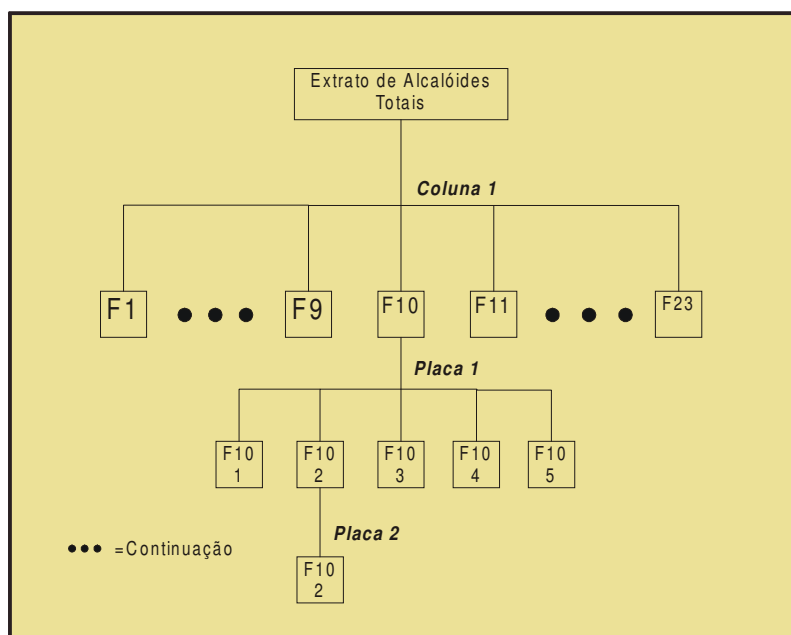 Extrato de Alcalóides
Totais
Coluna 1
F1
F9
F10
F11
F23
Placa 1
F10
1
F10
2
F10
3
F10
4
F10
5
Placa 2
=Continuação
F10
2